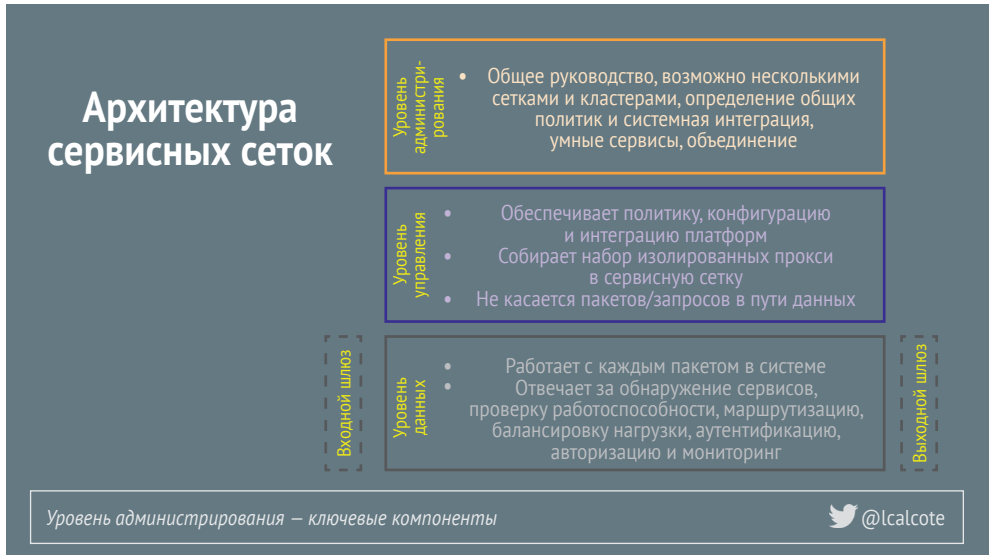 Архитектура
сервисных сеток
Уровень
администри-
рования
• Общее руководство, возможно несколькими
сетками и кластерами, определение общих
политик и системная интеграция,
умные сервисы, объединение
Уровень
управления
• Обеспечивает политику, конфигурацию
и интеграцию платформ
• Собирает набор изолированных прокси
в сервисную сетку
• Не касается пакетов/запросов в пути данных
Входной шлюз
Уровень
данных
• Работает с каждым пакетом в системе
• Отвечает за обнаружение сервисов,
проверку работоспособности, маршрутизацию,
балансировку нагрузки, аутентификацию,
авторизацию и мониторинг
Выходной шлюз
Уровень администрирования — ключевые компоненты
@lcalcote